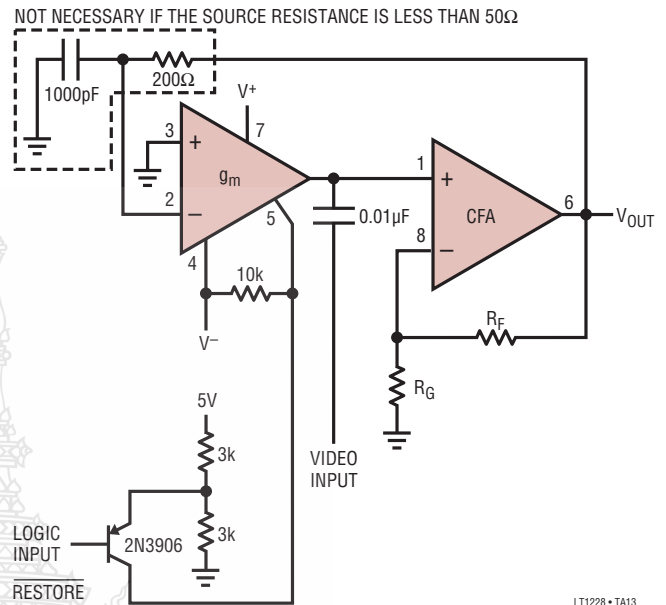 NOT NECESSARY IF THE SOURCE RESISTANCE IS LESS THAN 50Ω
1000pF
200Ω
V+
3
+
7
gm
2
−
5
4
1
+
CFA
6
VOUT
8
−
0.01µF
10k
V−
RF
RG
5V
3k
VIDEO
INPUT
LOGIC
INPUT
2N3906
3k
RESTORE
LT1228 • TA13